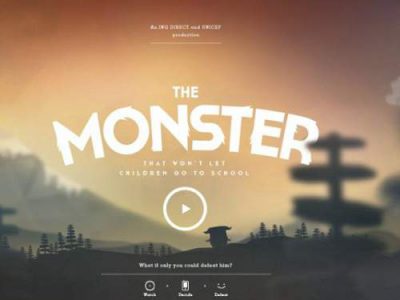 An ING DIRECT and UNICEF
production
THE
MONSTER
THAT WON'T LET
CHILDREN GO TO SCHOOL
What if only you could defeat him?
Watch
Decide
Defeat